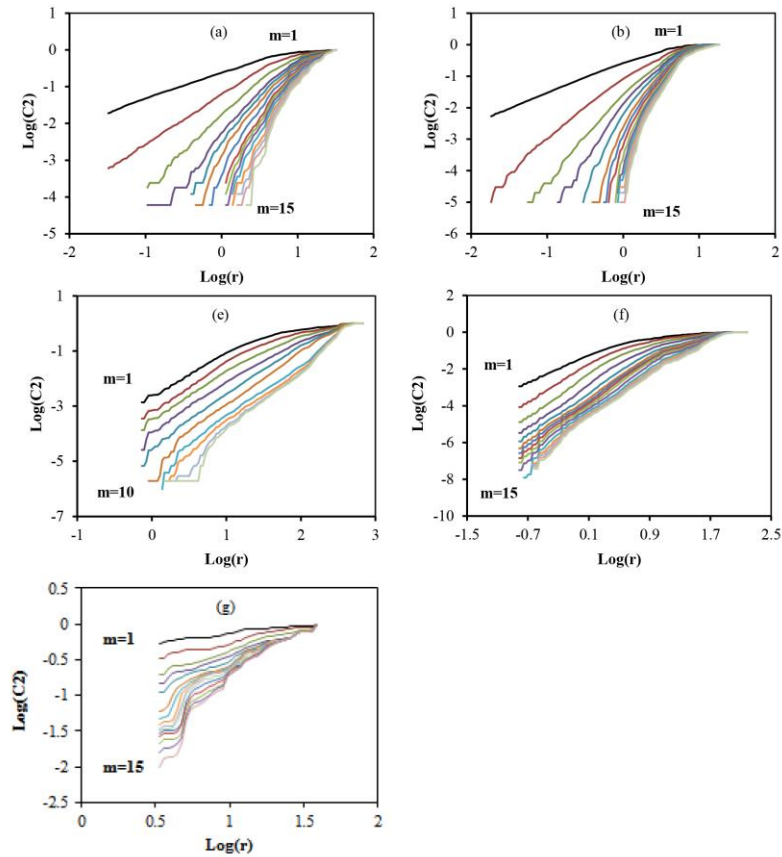 (a)
m=1
1
0
-1
-2
-3
-4
-5
Log(C2)
m=15
-2
-1
0
1
2
Log(r)
(b)
m=1
1
0
-1
-2
-3
-4
-5
-6
Log(C2)
m=15
-2
-1
0
1
2
Log(r)
(e)
1
-1
-3
-5
-7
Log(C2)
m=1
m=10
-1
0
1
2
3
Log(r)
(f)
2
0
-2
-4
-6
-8
-10
Log(C2)
m=1
m=15
-1.5
-0.7
0.1
0.9
1.7
2.5
Log(r)
(g)
0.5
0
-0.5
-1
-1.5
-2
-2.5
Log(C2)
m=1
m=15
0
0.5
1
1.5
2
Log(r)